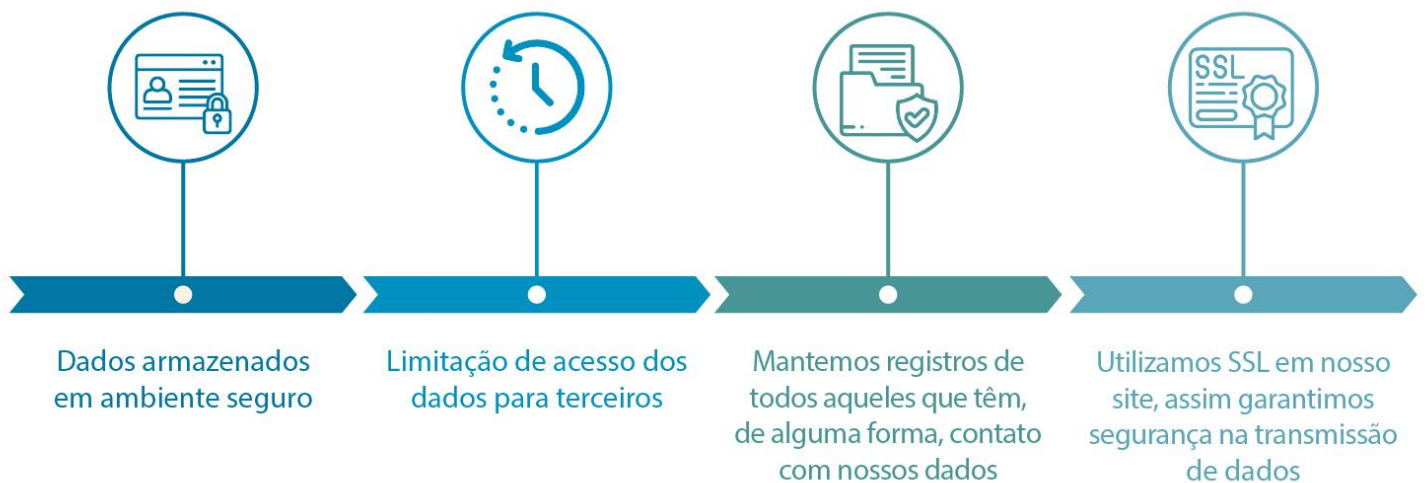 SSL
Dados armazenados
em ambiente seguro
Limitação de acesso dos
dados para terceiros
Mantemos registros de
todos aqueles que têm,
de alguma forma, contato
com nossos dados
Utilizamos SSL em nosso
site, assim garantimos
segurança na transmissão
de dados